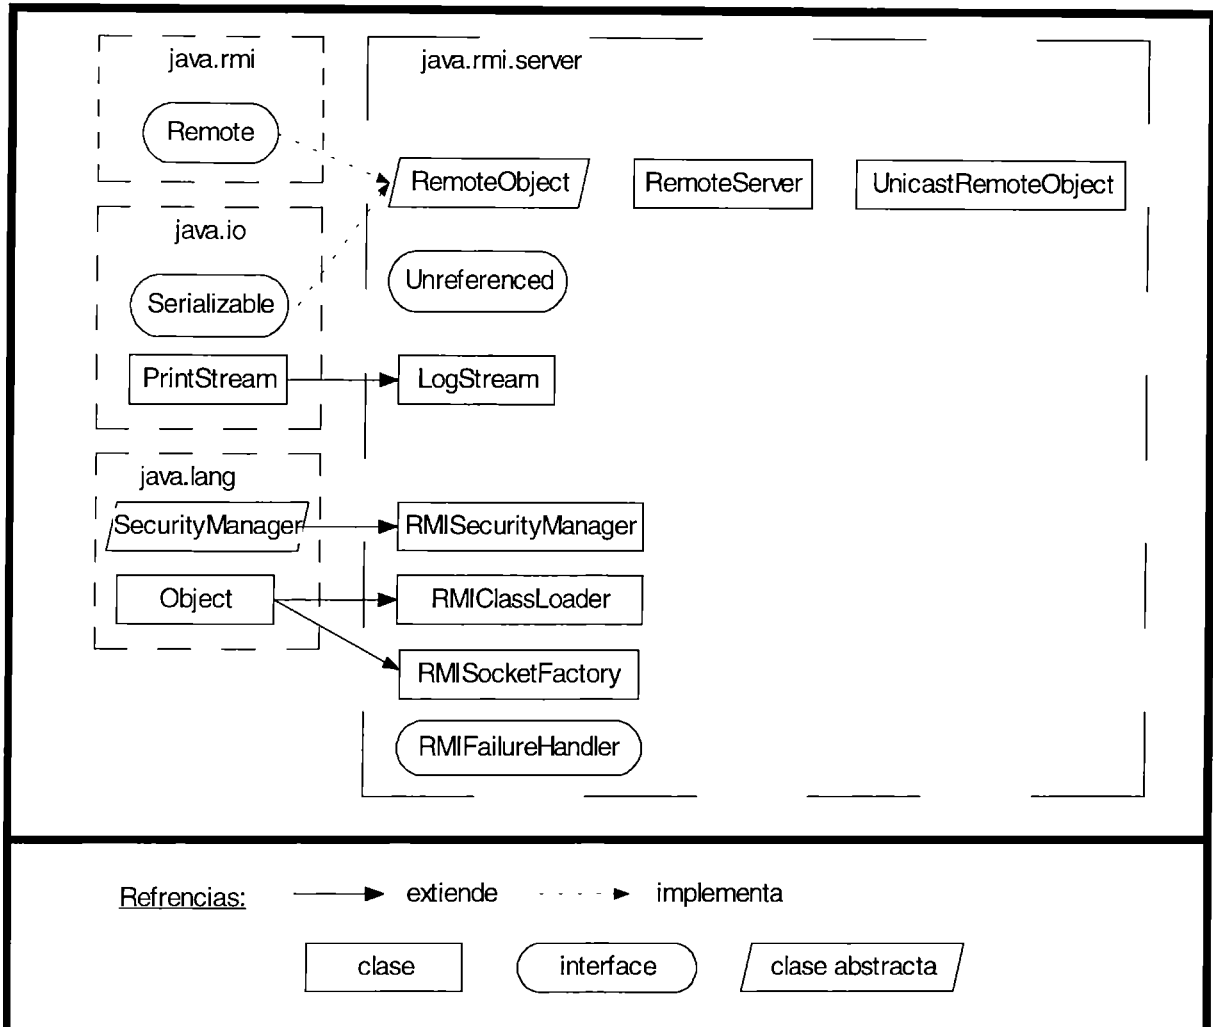 java.rmi
java.rmi.server
Remote
RemoteObject
RemoteServer
UnicastRemoteObject
java.io
Unreferenced
Serializable
PrintStream
LogStream
java.lang
SecurityManager
RMISecurityManager
Object
RMIClassLoader
RMISocketFactory
RMIFailureHandler
Refrencias:
extiende
implementa
clase
interface
clase abstracta